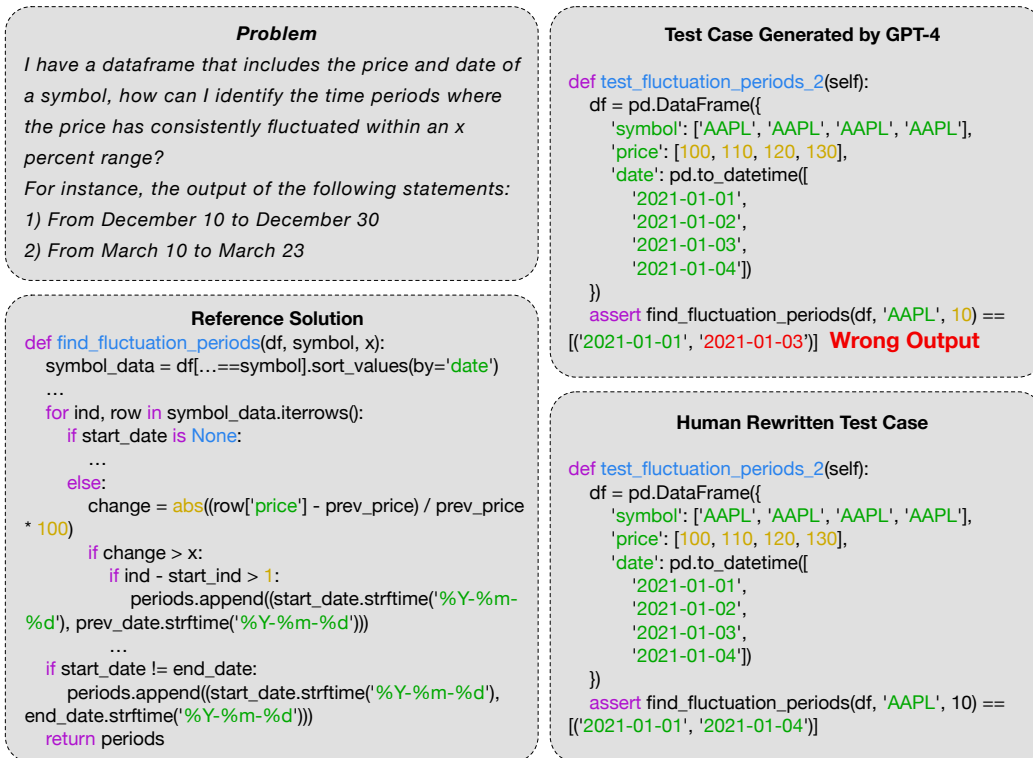 Problem
I have a dataframe that includes the price and date of
a symbol, how can I identify the time periods where
the price has consistently fluctuated within an x
percent range?
For instance, the output of the following statements:
1) From December 10 to December 30
2) From March 10 to March 23
Reference Solution
def find_fluctuation_periods(df, symbol, x):
symbol_data = df[…==symbol].sort_values(by='date')
…
for ind, row in symbol_data.iterrows():
if start_date is None:
…
else:
change = abs((row['price'] - prev_price) / prev_price
* 100)
if change > x:
if ind - start_ind > 1:
periods.append((start_date.strftime('%Y-%m-
%d'), prev_date.strftime('%Y-%m-%d')))
…
if start_date != end_date:
periods.append((start_date.strftime('%Y-%m-%d'),
end_date.strftime('%Y-%m-%d')))
return periods
Test Case Generated by GPT-4
def test_fluctuation_periods_2(self):
df = pd.DataFrame({
'symbol': ['AAPL', 'AAPL', 'AAPL', 'AAPL'],
'price': [100, 110, 120, 130],
'date': pd.to_datetime([
'2021-01-01',
'2021-01-02',
'2021-01-03',
'2021-01-04'])
})
assert find_fluctuation_periods(df, 'AAPL', 10) ==
[('2021-01-01', '2021-01-03')] Wrong Output
Human Rewritten Test Case
def test_fluctuation_periods_2(self):
df = pd.DataFrame({
'symbol': ['AAPL', 'AAPL', 'AAPL', 'AAPL'],
'price': [100, 110, 120, 130],
'date': pd.to_datetime([
'2021-01-01',
'2021-01-02',
'2021-01-03',
'2021-01-04'])
})
assert find_fluctuation_periods(df, 'AAPL', 10) ==
[('2021-01-01', '2021-01-04')]